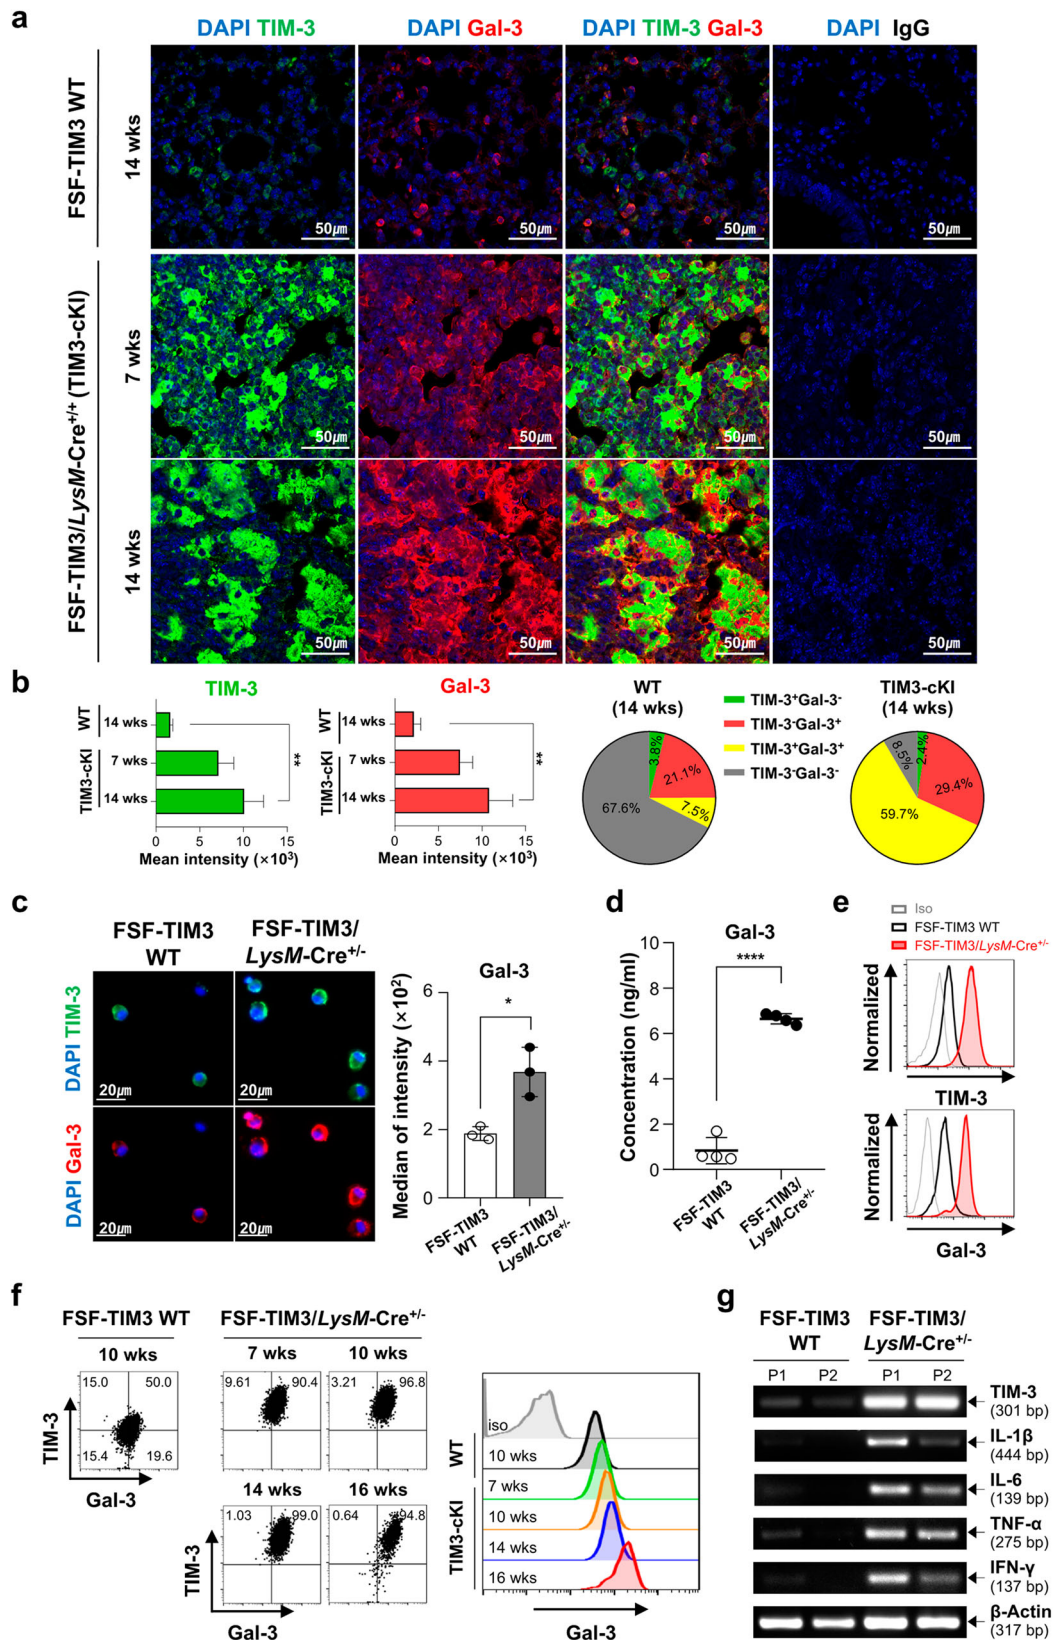 a
DAPI TIM-3
DAPI Gal-3
DAPI TIM-3 Gal-3
DAPI IgG
FSF-TIM3 WT
14 wks
50㎛
50㎛
50㎛
50㎛
FSF-TIM3/LysM-Cre+/+ (TIM3-cKI)
7 wks
50㎛
50㎛
50㎛
50㎛
14 wks
50㎛
50㎛
50㎛
50㎛
b
TIM-3
WT
14 wks
TIM3-cKI
7 wks
14 wks
**
0 5 10 15
Mean intensity (×10³)
Gal-3
WT
14 wks
TIM3-cKI
7 wks
14 wks
**
0 5 10 15
Mean intensity (×10³)
WT
(14 wks)
3.8%
21.1%
7.5%
67.6%
TIM-3⁺Gal-3⁻
TIM-3⁻Gal-3⁺
TIM-3⁺Gal-3⁺
TIM-3⁻Gal-3⁻
TIM3-cKI
(14 wks)
8.5%
2.4%
29.4%
59.7%
c
FSF-TIM3
WT
FSF-TIM3/
LysM-Cre+/-
DAPI TIM-3
20㎛
20㎛
DAPI Gal-3
20㎛
20㎛
Gal-3
Median of intensity (×10²)
6
4
2
0
*
FSF-TIM3
WT
FSF-TIM3/
LysM-Cre+/-
d
Gal-3
Concentration (ng/ml)
10
8
6
4
2
0
****
FSF-TIM3
WT
FSF-TIM3/
LysM-Cre+/-
e
Iso
FSF-TIM3 WT
FSF-TIM3/LysM-Cre+/-
Normalized
TIM-3
Normalized
Gal-3
f
FSF-TIM3 WT
10 wks
15.0 50.0
15.4 19.6
TIM-3
Gal-3
FSF-TIM3/LysM-Cre+/-
7 wks
9.61 90.4
10 wks
3.21 96.8
14 wks
1.03 99.0
16 wks
0.64 94.8
TIM-3
Gal-3
iso
WT
10 wks
TIM3-cKI
7 wks
10 wks
14 wks
16 wks
Gal-3
g
FSF-TIM3
WT
FSF-TIM3/
LysM-Cre+/-
P1 P2 P1 P2
TIM-3
(301 bp)
IL-1β
(444 bp)
IL-6
(139 bp)
TNF-α
(275 bp)
IFN-γ
(137 bp)
β-Actin
(317 bp)